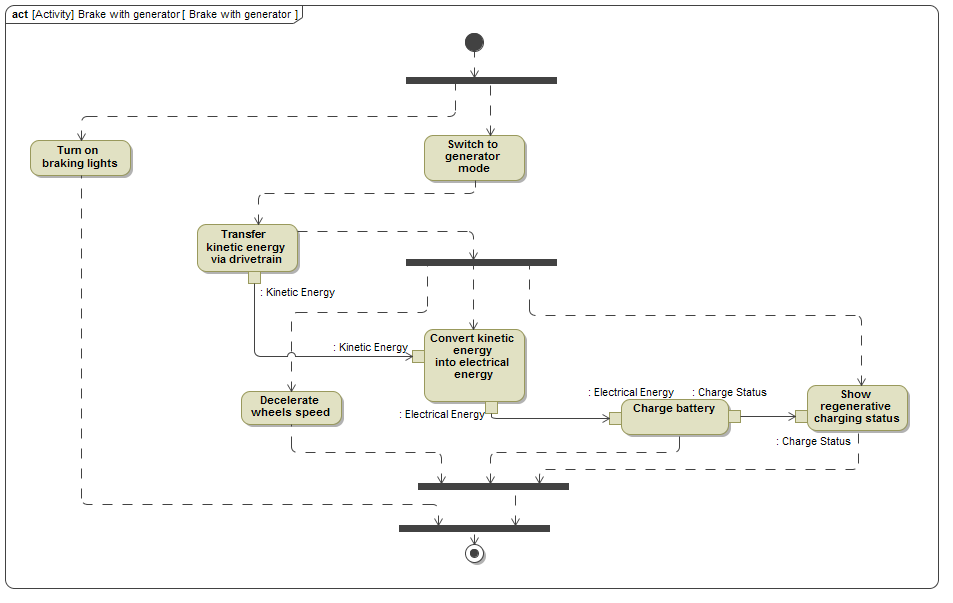 act [Activity] Brake with generator [ Brake with generator ]
Turn on
braking lights
Switch to
generator
mode
Transfer
kinetic energy
via drivetrain
: Kinetic Energy
: Kinetic Energy
Convert kinetic
energy
into electrical
energy
Decelerate
wheels speed
: Electrical Energy
: Electrical Energy
: Charge Status
Charge battery
Show
regenerative
charging status
: Charge Status